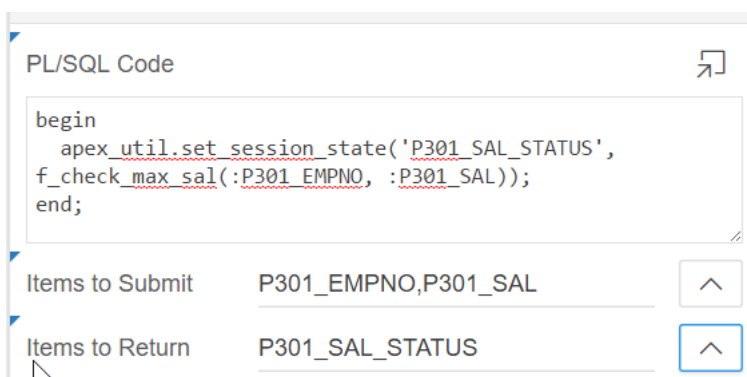 PL/SQL Code
begin
  apex_util.set_session_state('P301_SAL_STATUS',
f_check_max_sal(:P301_EMPNO, :P301_SAL));
end;
Items to Submit P301_EMPNO,P301_SAL
Items to Return P301_SAL_STATUS